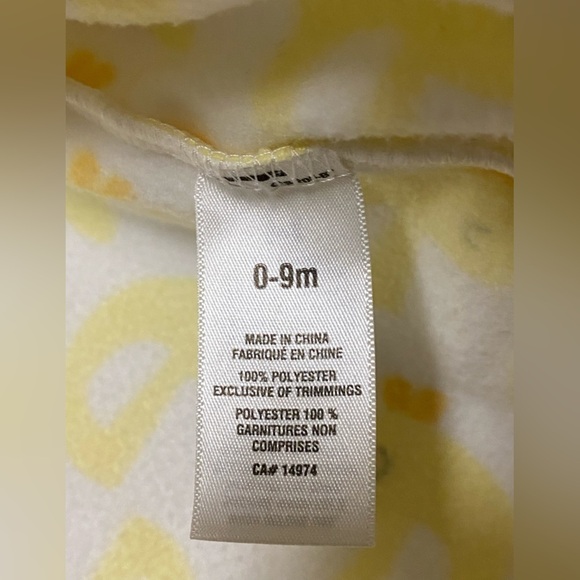 0-9m
MADE IN CHINA
FABRIQUÉ EN CHINE
100% POLYESTER
EXCLUSIVE OF TRIMMINGS
POLYESTER 100 %
GARNITURES NON
COMPRISES
CA# 14974